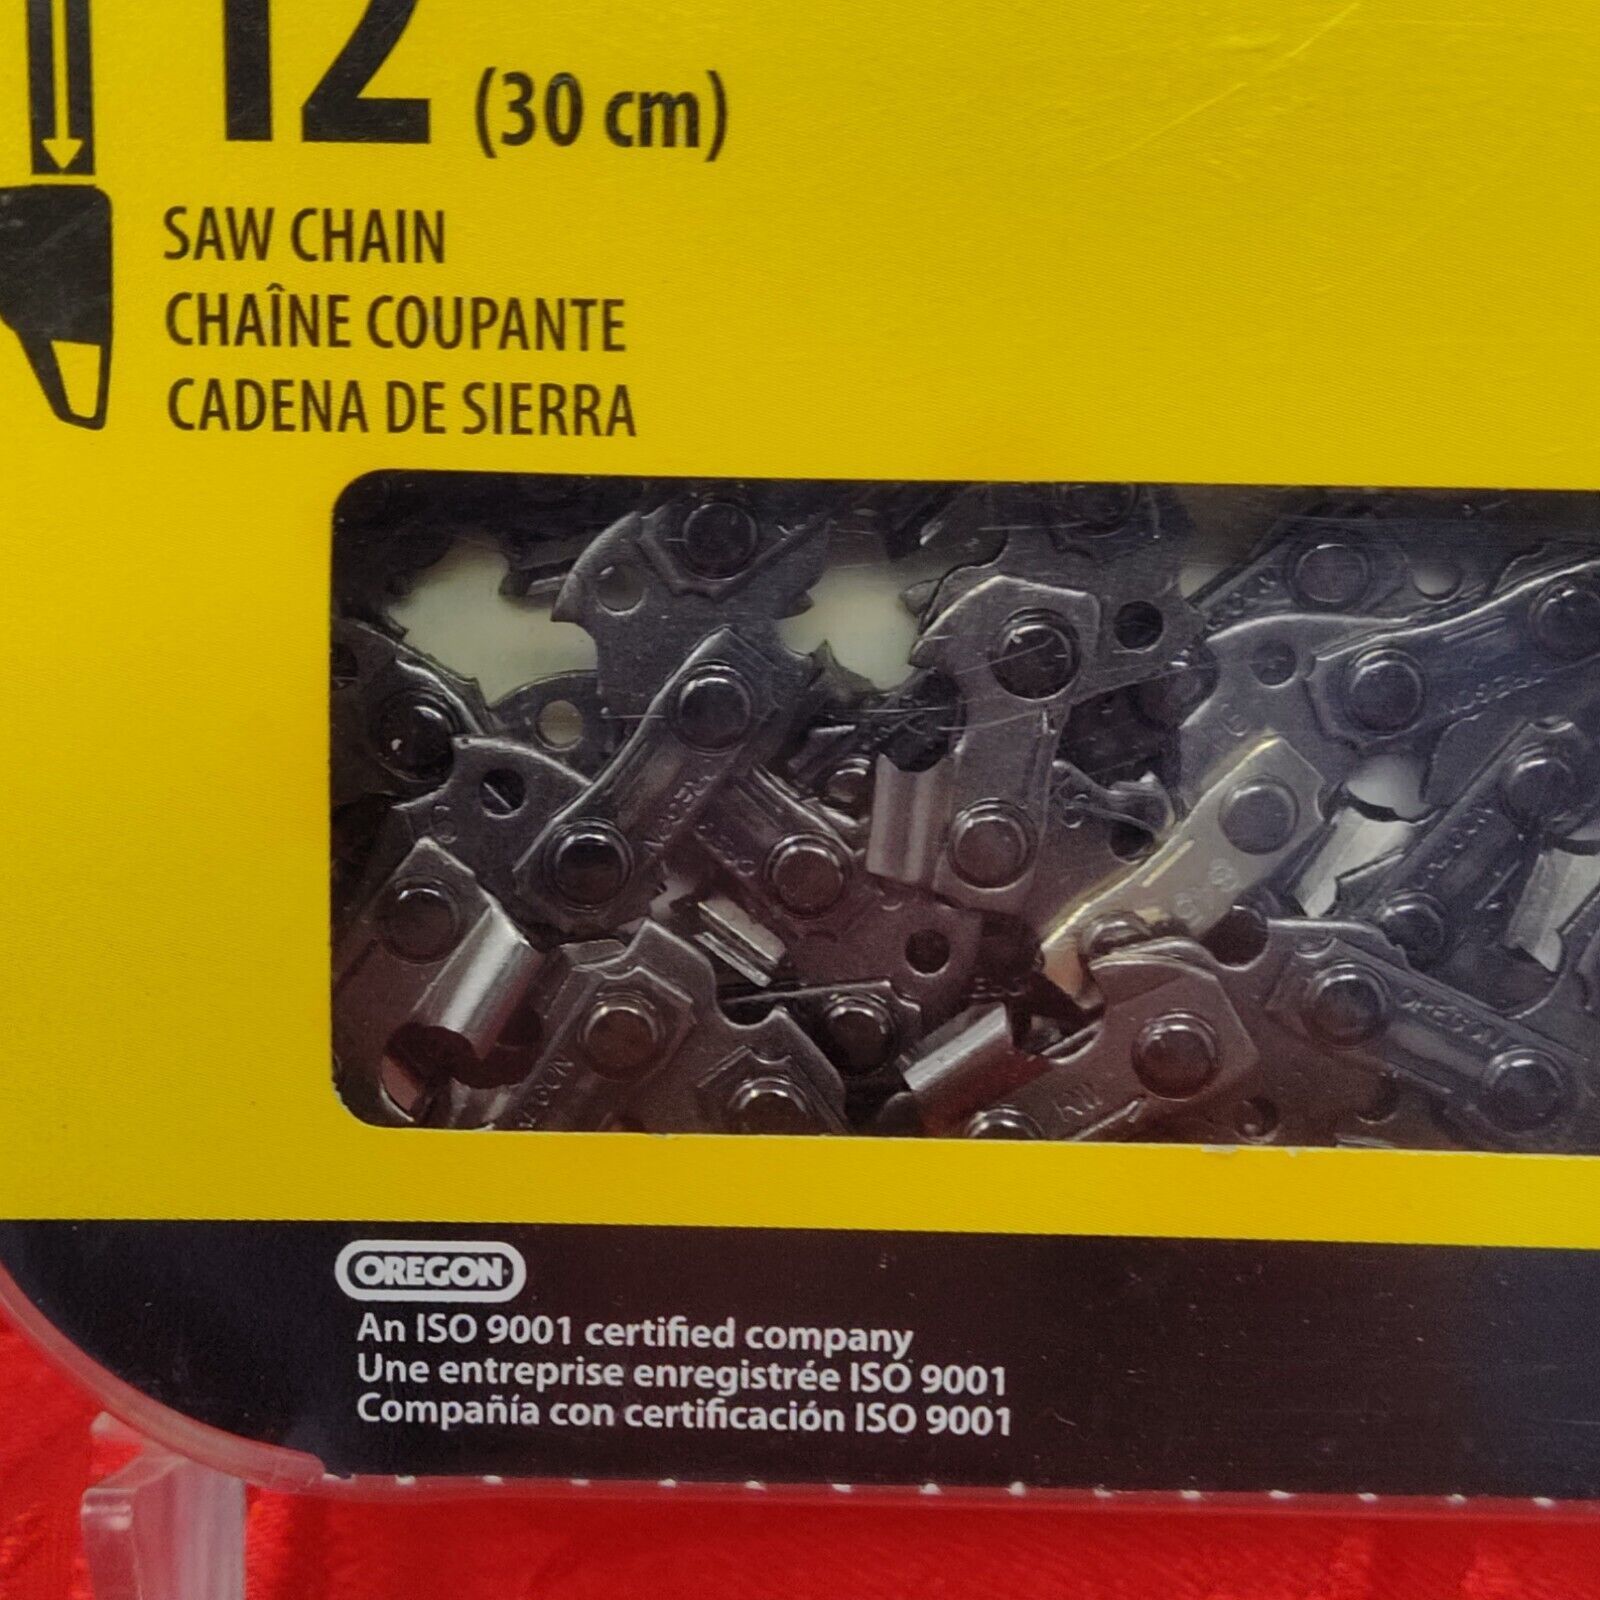 12 (30 cm)
SAW CHAIN
CHAÎNE COUPANTE
CADENA DE SIERRA
OREGON
An ISO 9001 certified company
Une entreprise enregistrée ISO 9001
Compañía con certificación ISO 9001